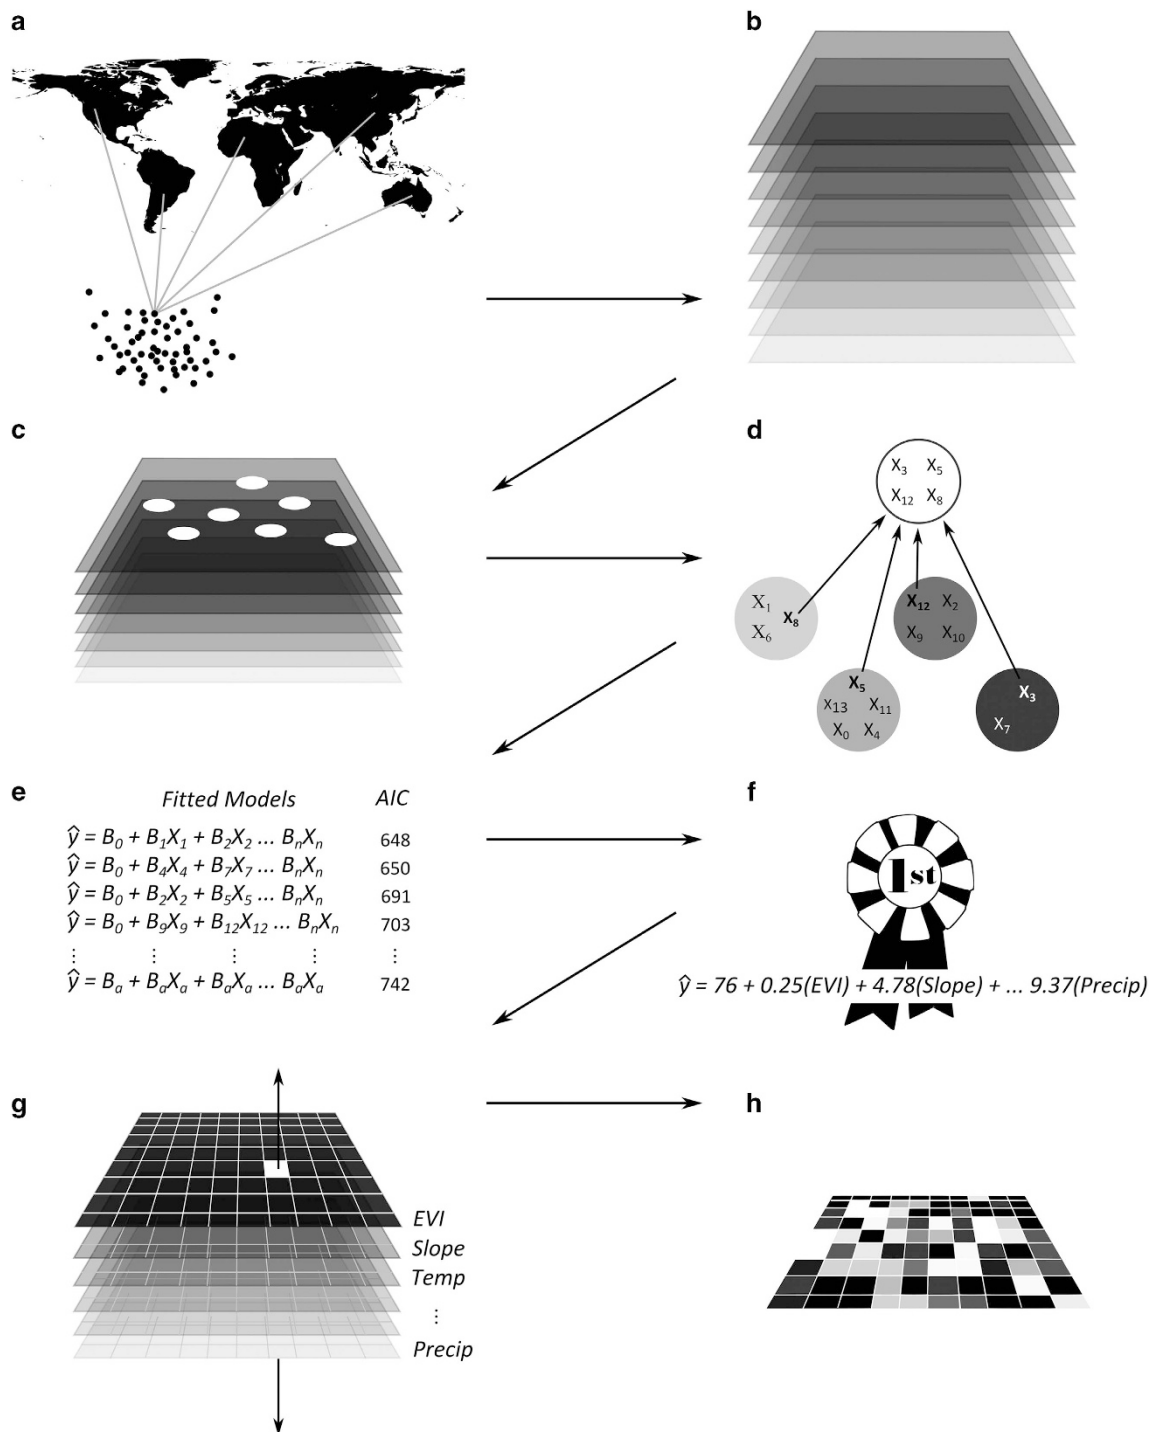 a
b
c
d
X₃ X₅
X₁₂ X₈
X₁ X₈
X₆
X₁₂ X₂
X₉ X₁₀
X₅
X₁₃ X₁₁
X₀ X₄
X₃
X₇
e
Fitted Models AIC
ŷ = B₀ + B₁X₁ + B₂X₂ ... BₙXₙ 648
ŷ = B₀ + B₄X₄ + B₇X₇ ... BₙXₙ 650
ŷ = B₀ + B₂X₂ + B₅X₅ ... BₙXₙ 691
ŷ = B₀ + B₉X₉ + B₁₂X₁₂ ... BₙXₙ 703
⋮ ⋮ ⋮ ⋮ ⋮
ŷ = Bₐ + BₐXₐ + BₐXₐ ... BₐXₐ 742
f
1st
ŷ = 76 + 0.25(EVI) + 4.78(Slope) + ... 9.37(Precip)
g
EVI
Slope
Temp
⋮
Precip
h